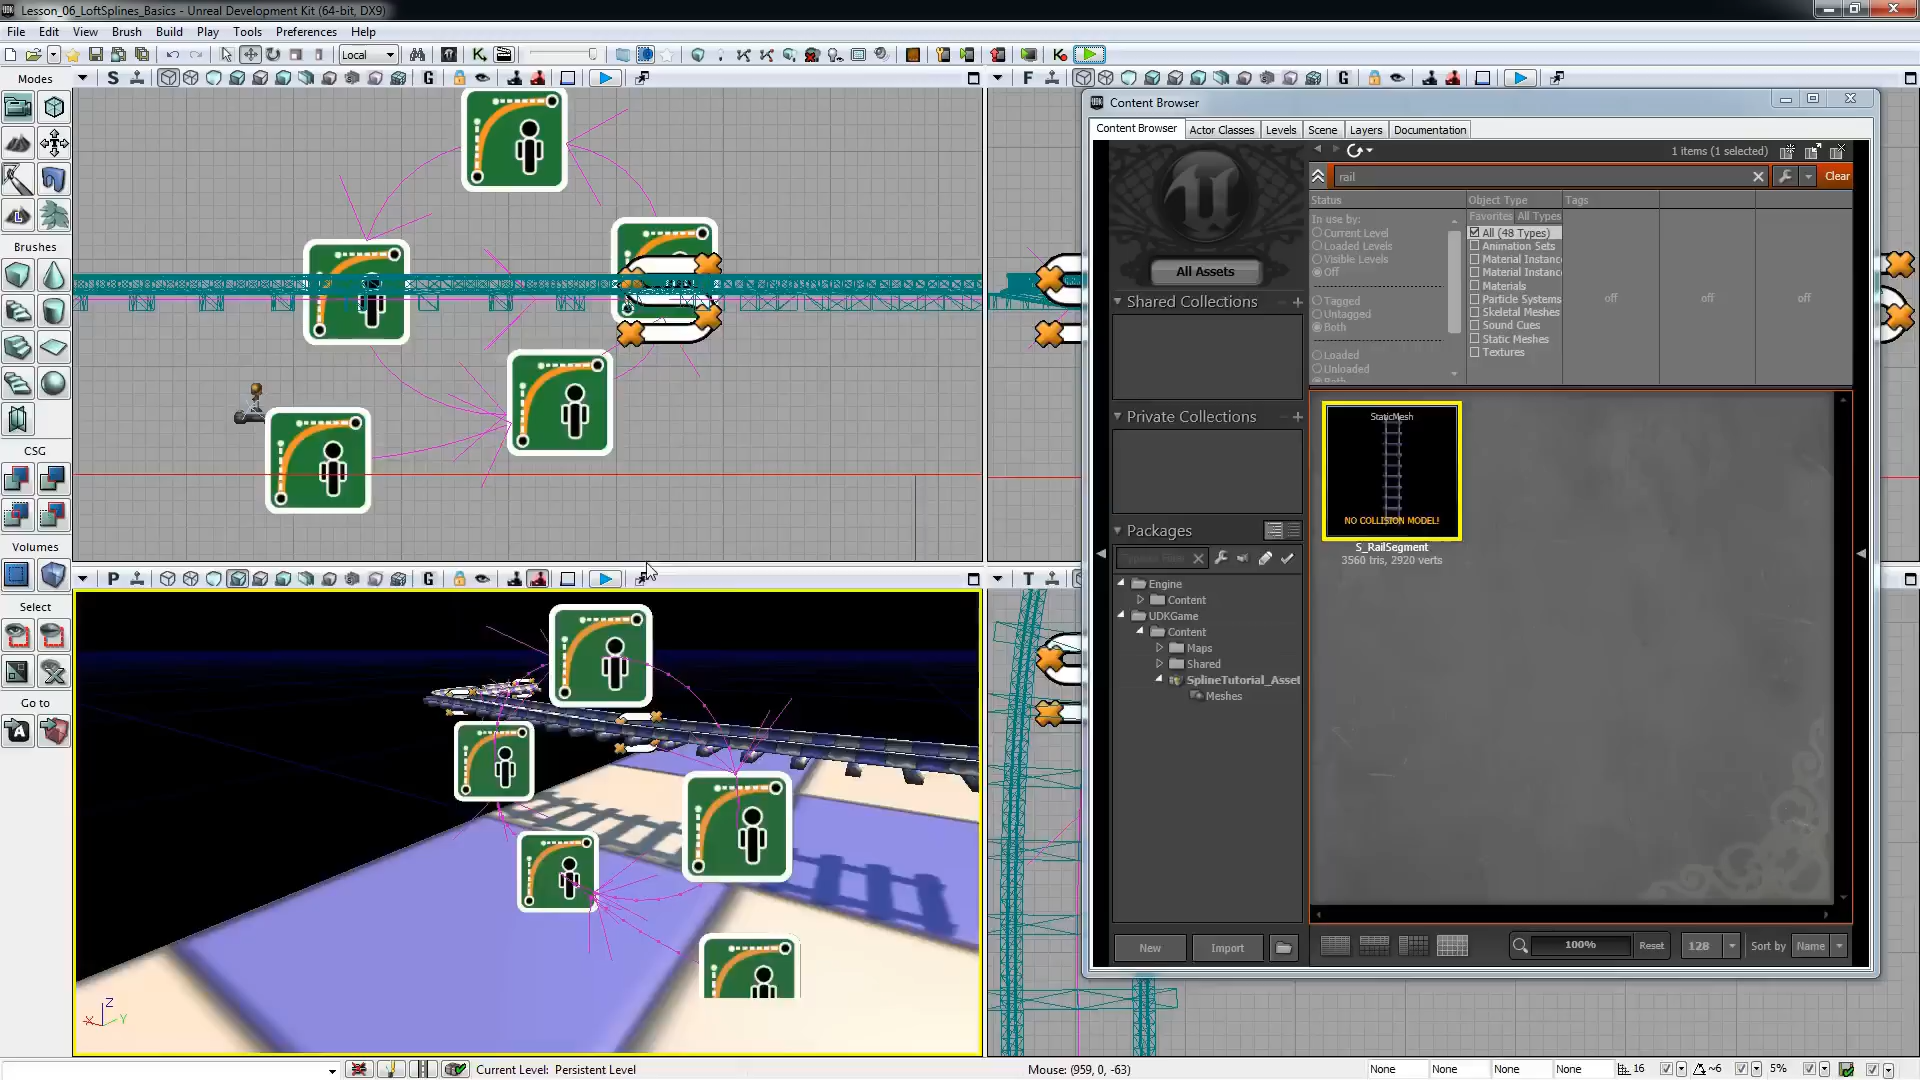 Lesson_06_LoftSplines_Basics - Unreal Development Kit (64-bit, DX9)
File Edit View Brush Build Play Tools Preferences Help
Local
Modes
S
G
F
G
Content Browser
Content Browser Actor Classes Levels Scene Layers Documentation
1 items (1 selected)
rail
Clear
Status
Object Type
Tags
In use by:
Current Level
Loaded Levels
Visible Levels
Off
Tagged
Untagged
Both
Loaded
Unloaded
Favorites All Types
All (48 Types)
Animation Sets
Material Instanc
Material Instanc
Materials
Particle Systems
Skeletal Meshes
Sound Cues
Static Meshes
Textures
off
off
off
All Assets
Shared Collections
Private Collections
Packages
Engine
Content
UDKGame
Content
Maps
Shared
SplineTutorial_Asset
Meshes
New
Import
StaticMesh
NO COLLISION MODEL!
S_RailSegment
3560 tris, 2920 verts
100%
Reset
128
Sort by
Name
Brushes
CSG
Volumes
Select
Go to
P
G
T
Z
X
Y
Current Level: Persistent Level
Mouse: (959, 0, -63)
None
None
None
None
16
~6
5%